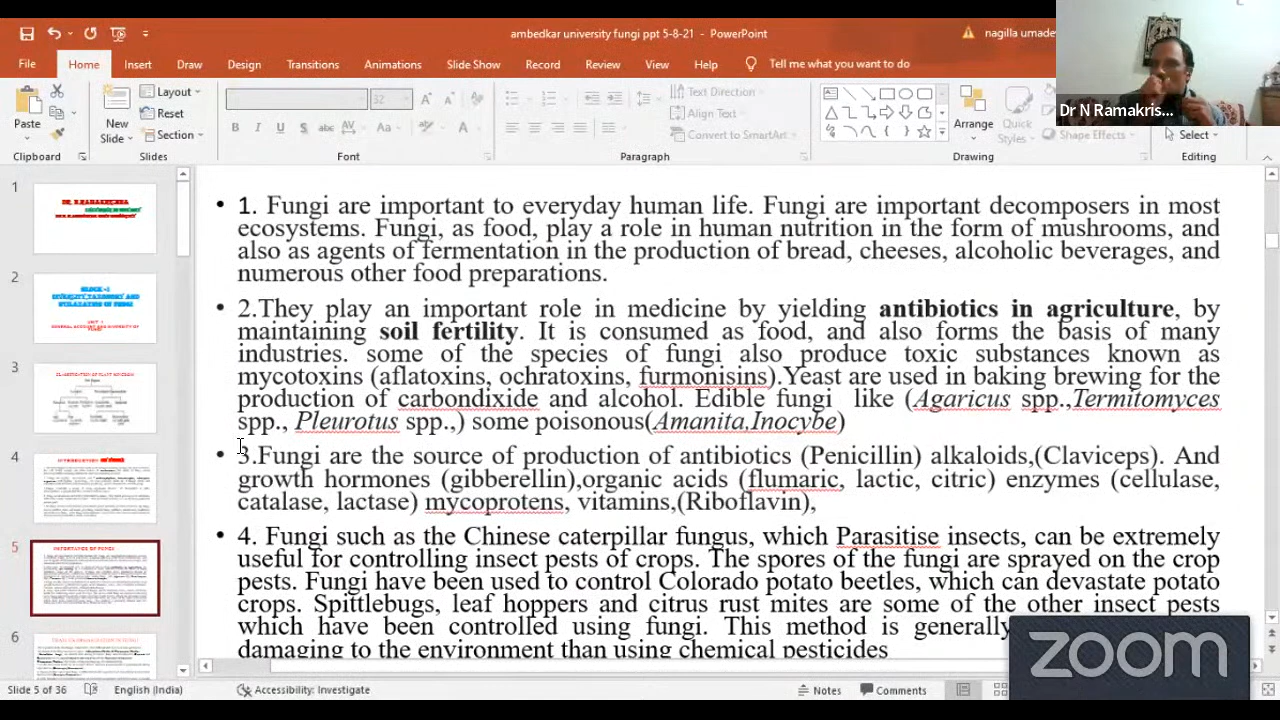 ambedkar university fungi ppt 5-8-21 - PowerPoint
nagilla umade
File Home Insert Draw Design Transitions Animations Slide Show Record Review View Help Tell me what you want to do
Dr N Ramakris...
Paste
New
Slide
Layout
Reset
Section
32
Text Direction
Align Text
Convert to SmartArt
Arrange
Quick
Styles
Shape Effects
Select
Clipboard Slides Font Paragraph Drawing Editing
1
2
3
4
5
6
• 1. Fungi are important to everyday human life. Fungi are important decomposers in most
ecosystems. Fungi, as food, play a role in human nutrition in the form of mushrooms, and
also as agents of fermentation in the production of bread, cheeses, alcoholic beverages, and
numerous other food preparations.
• 2.They play an important role in medicine by yielding antibiotics in agriculture, by
maintaining soil fertility. It is consumed as food, and also forms the basis of many
industries. some of the species of fungi also produce toxic substances known as
mycotoxins (aflatoxins, ochratoxins, furmonisins).Yeast are used in baking brewing for the
production of carbondixide and alcohol. Edible fungi like (Agaricus spp.,Termitomyces
spp., Pleurotus spp.,) some poisonous(Amanita,Inocybe)
• 3.Fungi are the source of production of antibiotic (Penicillin) alkaloids,(Claviceps). And
growth hormones (gibberellin),organic acids (flumaric, lactic, citric) enzymes (cellulase,
catalase, lactase) mycoprotens, vitamins,(Riboflavin),
• 4. Fungi such as the Chinese caterpillar fungus, which Parasitise insects, can be extremely
useful for controlling insect pests of crops. The spores of the fungi are sprayed on the crop
pests. Fungi have been used to control Colorado potato beetles, which can devastate potato
crops. Spittlebugs, leaf hoppers and citrus rust mites are some of the other insect pests
which have been controlled using fungi. This method is generally
damaging to the environment than using chemical pesticides
zoom
Slide 5 of 36 English (India) Accessibility: Investigate Notes Comments